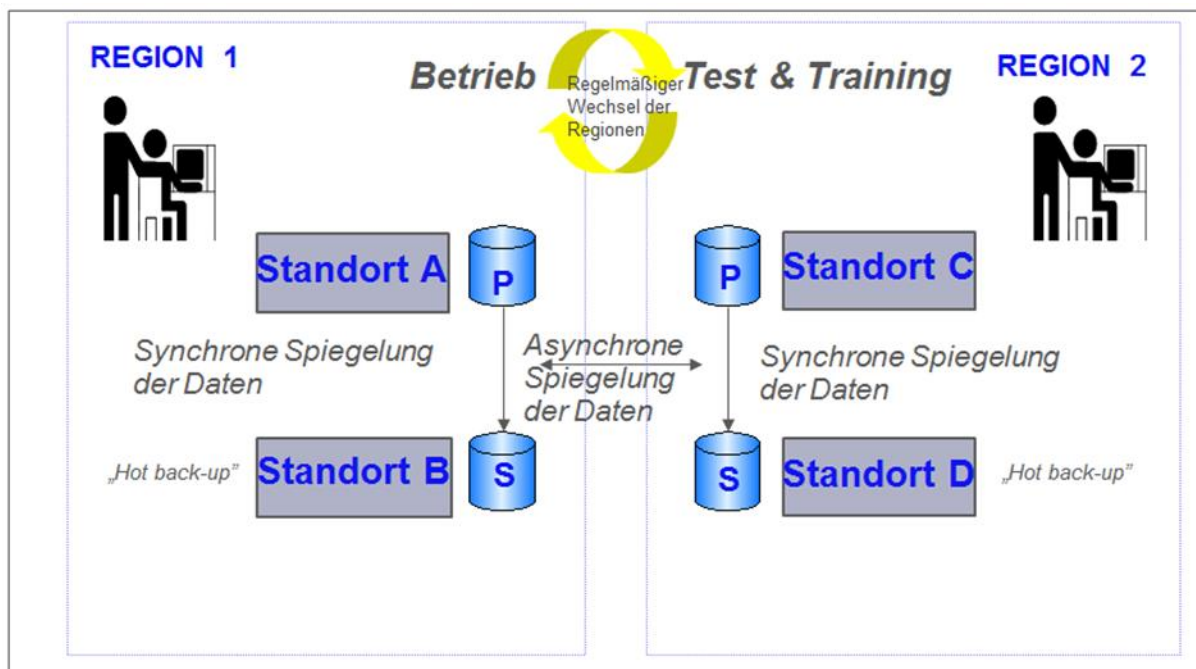 REGION 1
Betrieb
Regelmäßiger
Wechsel der
Regionen
Test & Training
REGION 2
Standort A
P
P
Standort C
Synchrone Spiegelung
der Daten
Asynchrone
Spiegelung
der Daten
Synchrone Spiegelung
der Daten
„Hot back-up”
Standort B
S
S
Standort D
„Hot back-up”